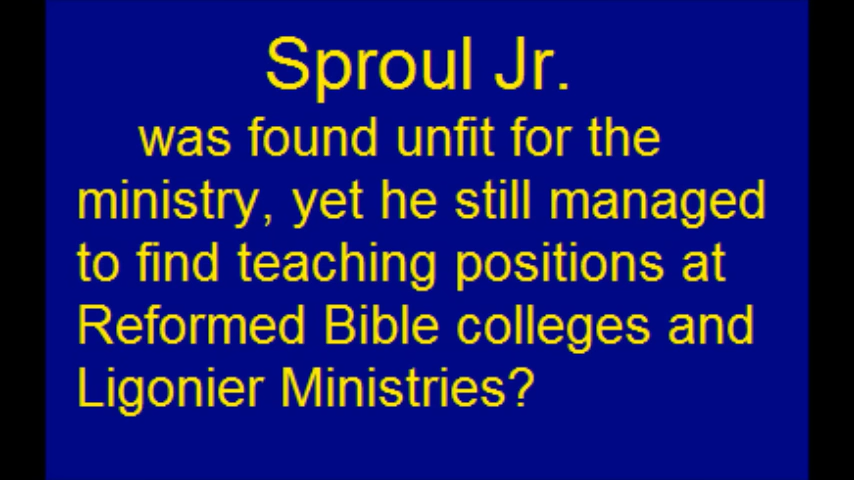 Sproul Jr.
was found unfit for the
ministry, yet he still managed
to find teaching positions at
Reformed Bible colleges and
Ligonier Ministries?